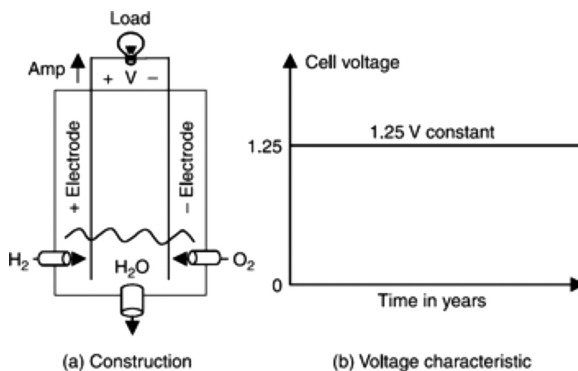 Load
Amp
+ V −
+ Electrode
− Electrode
H2
H2O
O2
(a) Construction
Cell voltage
1.25
1.25 V constant
0
Time in years
(b) Voltage characteristic